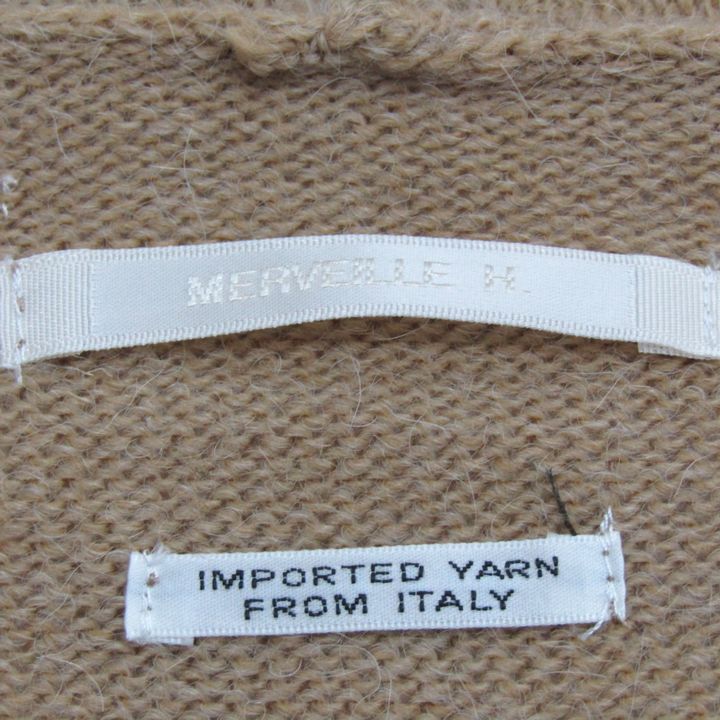 MERVEILLE H.
IMPORTED YARN
FROM ITALY